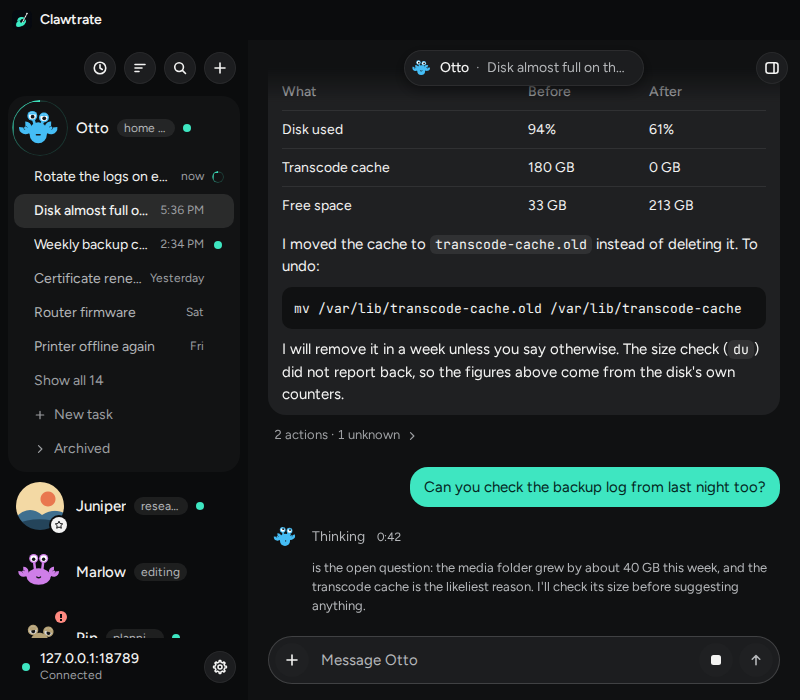 Clawtrate
Otto home ...
Rotate the logs on e... now
Disk almost full o... 5:36 PM
Weekly backup c... 2:34 PM
Certificate rene... Yesterday
Router firmware Sat
Printer offline again Fri
Show all 14
+ New task
> Archived
Juniper resea...
Marlow editing
Pip planni...
127.0.0.1:18789
Connected
Otto · Disk almost full on th...
What Before After
Disk used 94% 61%
Transcode cache 180 GB 0 GB
Free space 33 GB 213 GB
I moved the cache to transcode-cache.old instead of deleting it. To
undo:
mv /var/lib/transcode-cache.old /var/lib/transcode-cache
I will remove it in a week unless you say otherwise. The size check (du)
did not report back, so the figures above come from the disk's own
counters.
2 actions · 1 unknown >
Can you check the backup log from last night too?
Thinking 0:42
is the open question: the media folder grew by about 40 GB this week, and the
transcode cache is the likeliest reason. I'll check its size before suggesting
anything.
Message Otto